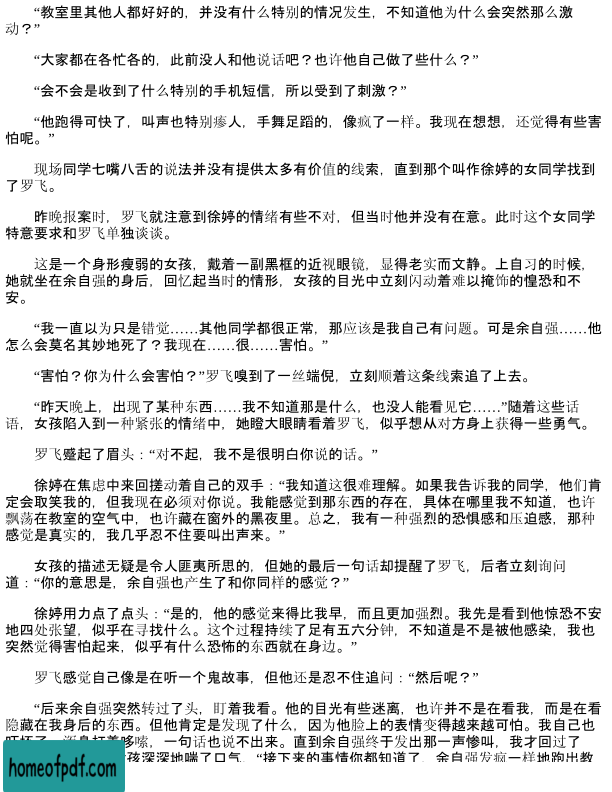 “教室里其他人都好好的，并没有什么特别的情况发生，不知道他为什么会突然那么激
动？”
“大家都在各忙各的，此前没人和他说话吧？也许他自己做了些什么？”
“会不会是收到了什么特别的手机短信，所以受到了刺激？”
“他跑得可快了，叫声也特别瘆人，手舞足蹈的，像疯了一样。我现在想想，还觉得有些害
怕呢。”
现场同学七嘴八舌的说法并没有提供太多有价值的线索，直到那个叫作徐婷的女同学找到
了罗飞。
昨晚报案时，罗飞就注意到徐婷的情绪有些不对，但当时他并没有在意。此时这个女同学
特意要求和罗飞单独谈谈。
这是一个身形瘦弱的女孩，戴着一副黑框的近视眼镜，显得老实而文静。上自习的时候，
她就坐在余自强的身后，回忆起当时的情形，女孩的目光中立刻闪动着难以掩饰的惶恐和不
安。
“我一直以为只是错觉……其他同学都很正常，那应该是我自己有问题。可是余自强……他
怎么会莫名其妙地死了？我现在……很……害怕。”
“害怕？你为什么会害怕？”罗飞嗅到了一丝端倪，立刻顺着这条线索追了上去。
“昨天晚上，出现了某种东西……我不知道那是什么，也没人能看见它……”随着这些话
语，女孩陷入到一种紧张的情绪中，她瞪大眼睛看着罗飞，似乎想从对方身上获得一些勇气。
罗飞蹙起了眉头：“对不起，我不是很明白你说的话。”
徐婷在焦虑中来回搓动着自己的双手：“我知道这很难理解。如果我告诉我的同学，他们肯
定会取笑我的，但我现在必须对你说。我能感觉到那东西的存在，具体在哪里我不知道，也许
飘荡在教室的空气中，也许藏在窗外的黑夜里。总之，我有一种强烈的恐惧感和压迫感，那种
感觉是真实的，我几乎忍不住要叫出声来。”
女孩的描述无疑是令人匪夷所思的，但她的最后一句话却提醒了罗飞，后者立刻询问
道：“你的意思是，余自强也产生了和你同样的感觉？”
徐婷用力点了点头：“是的，他的感觉来得比我早，而且更加强烈。我先是看到他惊恐不安
地四处张望，似乎在寻找什么。这个过程持续了足有五六分钟，不知道是不是被他感染，我也
突然觉得害怕起来，似乎有什么恐怖的东西就在身边。”
罗飞感觉自己像是在听一个鬼故事，但他还是忍不住追问：“然后呢？”
“后来余自强突然转过了头，盯着我看。他的目光有些迷离，也许并不是在看我，而是在看
隐藏在我身后的东西。但他肯定是发现了什么，因为他脸上的表情变得越来越可怕。我自己也
哆嗦，一句话也说不出来。直到余自强终于发出那一声惨叫，我才回过了
孩深深地喘了口气，“接下来的事情你都知道了，余自强发疯一样地跑出教
homeofpdf.com